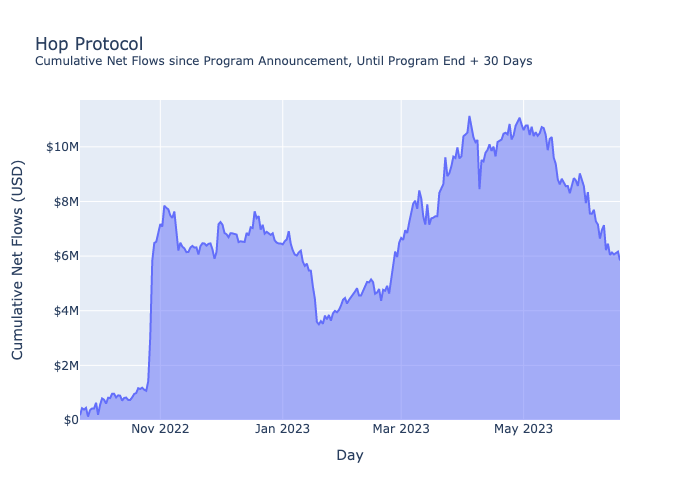 Hop Protocol
Cumulative Net Flows since Program Announcement, Until Program End + 30 Days
Cumulative Net Flows (USD)
$10M
$8M
$6M
$4M
$2M
$0
Nov 2022 Jan 2023 Mar 2023 May 2023
Day